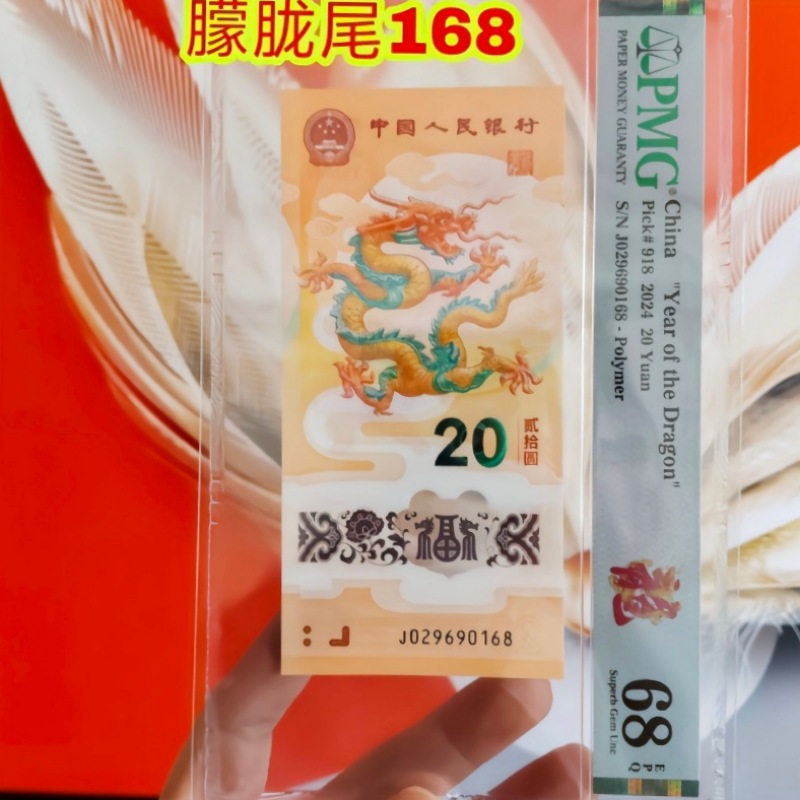 朦胧尾168
中国人民银行
20
贰拾圆
福
J029690168
PMG®
PAPER MONEY GUARANTY
China "Year of the Dragon"
Pick# 918 2024 20 Yuan
S/N J029690168 - Polymer
68
EPQ
Superb Gem Unc